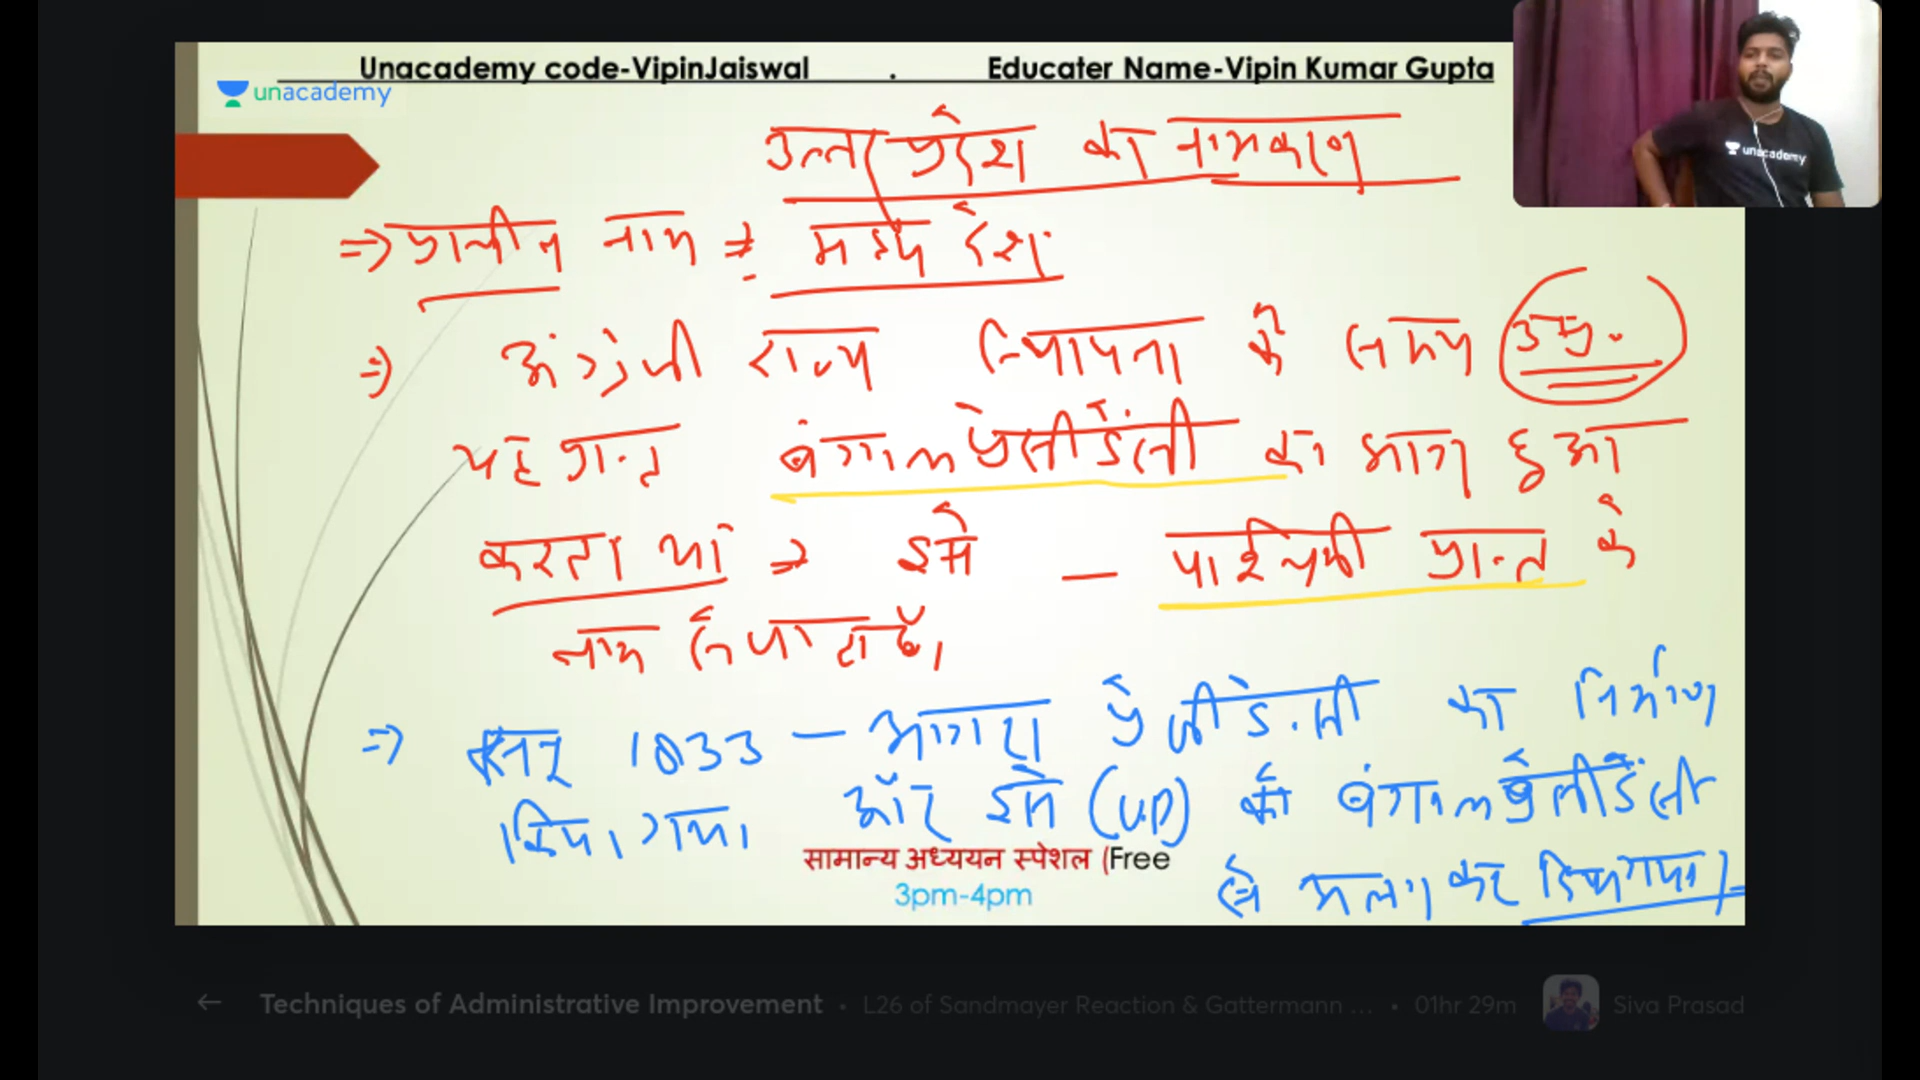 Unacademy code-VipinJaiswal . Educater Name-Vipin Kumar Gupta
unacademy
unacademy
उत्तर प्रदेश का नामकरण
⇒ प्राचीन नाम ⇒ मध्य देश
⇒ अंग्रेजी राज्य स्थापना के समय उ.प्र.
यह प्रान्त बंगाल प्रेसीडेंसी का भाग हुआ
करता था ⇒ इसे — पश्चिमी प्रान्त के
नाम
⇒ सन् 1833 — आगरा प्रेसीडेन्सी का निर्माण
किया गया। और इसे (U.P) को बंगाल प्रेसीडेंसी
से अलग कर दिया गया।
सामान्य अध्ययन स्पेशल (Free
3pm-4pm
← Techniques of Administrative Improvement • L26 of Sandmayer Reaction & Gattermann ... • 01hr 29m Siva Prasad